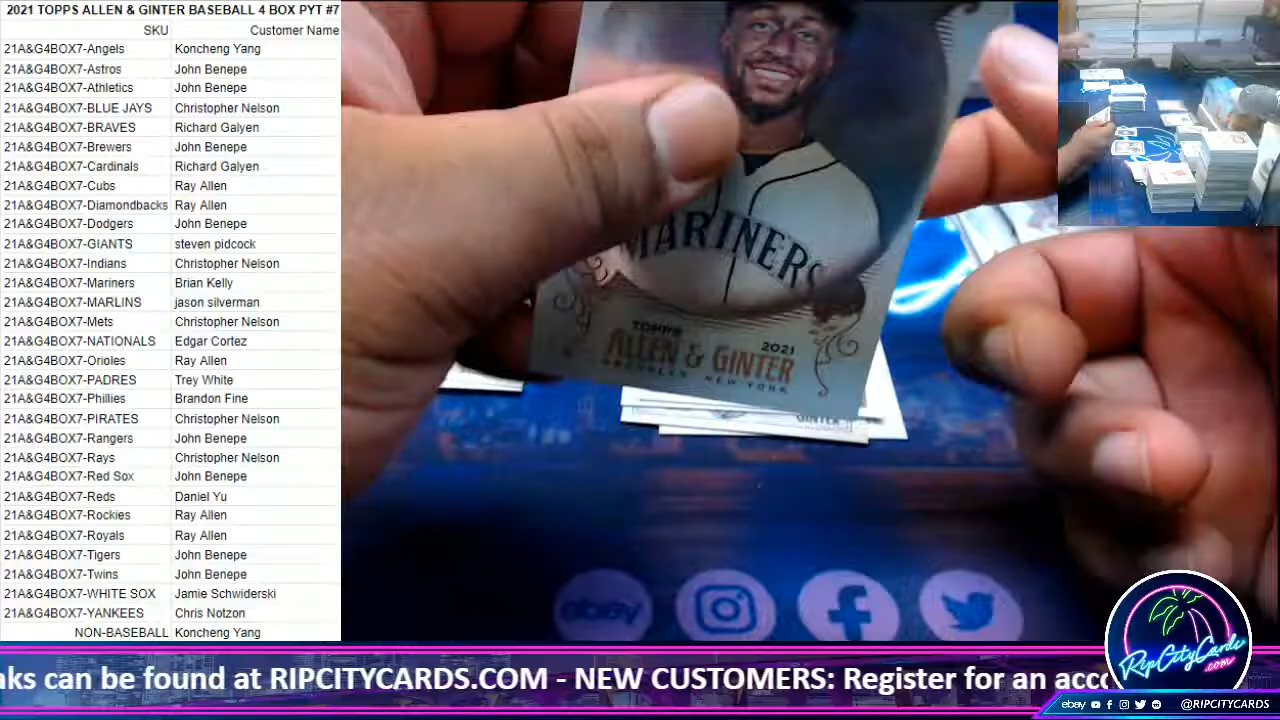 2021 TOPPS ALLEN & GINTER BASEBALL 4 BOX PYT #7
SKU Customer Name
21A&G4BOX7-Angels Koncheng Yang
21A&G4BOX7-Astros John Benepe
21A&G4BOX7-Athletics John Benepe
21A&G4BOX7-BLUE JAYS Christopher Nelson
21A&G4BOX7-BRAVES Richard Galyen
21A&G4BOX7-Brewers John Benepe
21A&G4BOX7-Cardinals Richard Galyen
21A&G4BOX7-Cubs Ray Allen
21A&G4BOX7-Diamondbacks Ray Allen
21A&G4BOX7-Dodgers John Benepe
21A&G4BOX7-GIANTS steven pidcock
21A&G4BOX7-Indians Christopher Nelson
21A&G4BOX7-Mariners Brian Kelly
21A&G4BOX7-MARLINS jason silverman
21A&G4BOX7-Mets Christopher Nelson
21A&G4BOX7-NATIONALS Edgar Cortez
21A&G4BOX7-Orioles Ray Allen
21A&G4BOX7-PADRES Trey White
21A&G4BOX7-Phillies Brandon Fine
21A&G4BOX7-PIRATES Christopher Nelson
21A&G4BOX7-Rangers John Benepe
21A&G4BOX7-Rays Christopher Nelson
21A&G4BOX7-Red Sox John Benepe
21A&G4BOX7-Reds Daniel Yu
21A&G4BOX7-Rockies Ray Allen
21A&G4BOX7-Royals Ray Allen
21A&G4BOX7-Tigers John Benepe
21A&G4BOX7-Twins John Benepe
21A&G4BOX7-WHITE SOX Jamie Schwiderski
21A&G4BOX7-YANKEES Chris Notzon
NON-BASEBALL Koncheng Yang
MARINERS
TOPPS 2021
ALLEN & GINTER
BROOKLYN NEW YORK
GINTER
ebay
aks can be found at RIPCITYCARDS.COM - NEW CUSTOMERS: Register for an acco
RipCityCards
.com
ebay @RIPCITYCARDS